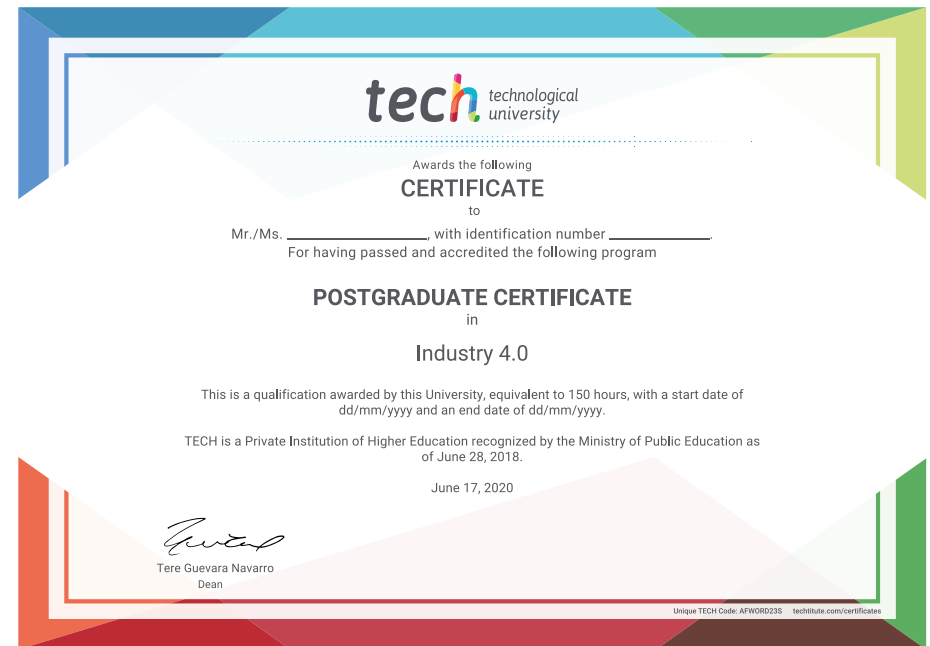 tech technological
university
Awards the following
CERTIFICATE
to
Mr./Ms. ____________________, with identification number ______________.
For having passed and accredited the following program
POSTGRADUATE CERTIFICATE
in
Industry 4.0
This is a qualification awarded by this University, equivalent to 150 hours, with a start date of
dd/mm/yyyy and an end date of dd/mm/yyyy.
TECH is a Private Institution of Higher Education recognized by the Ministry of Public Education as
of June 28, 2018.
June 17, 2020
Tere Guevara Navarro
Dean
Unique TECH Code: AFWORD23S techtitute.com/certificates